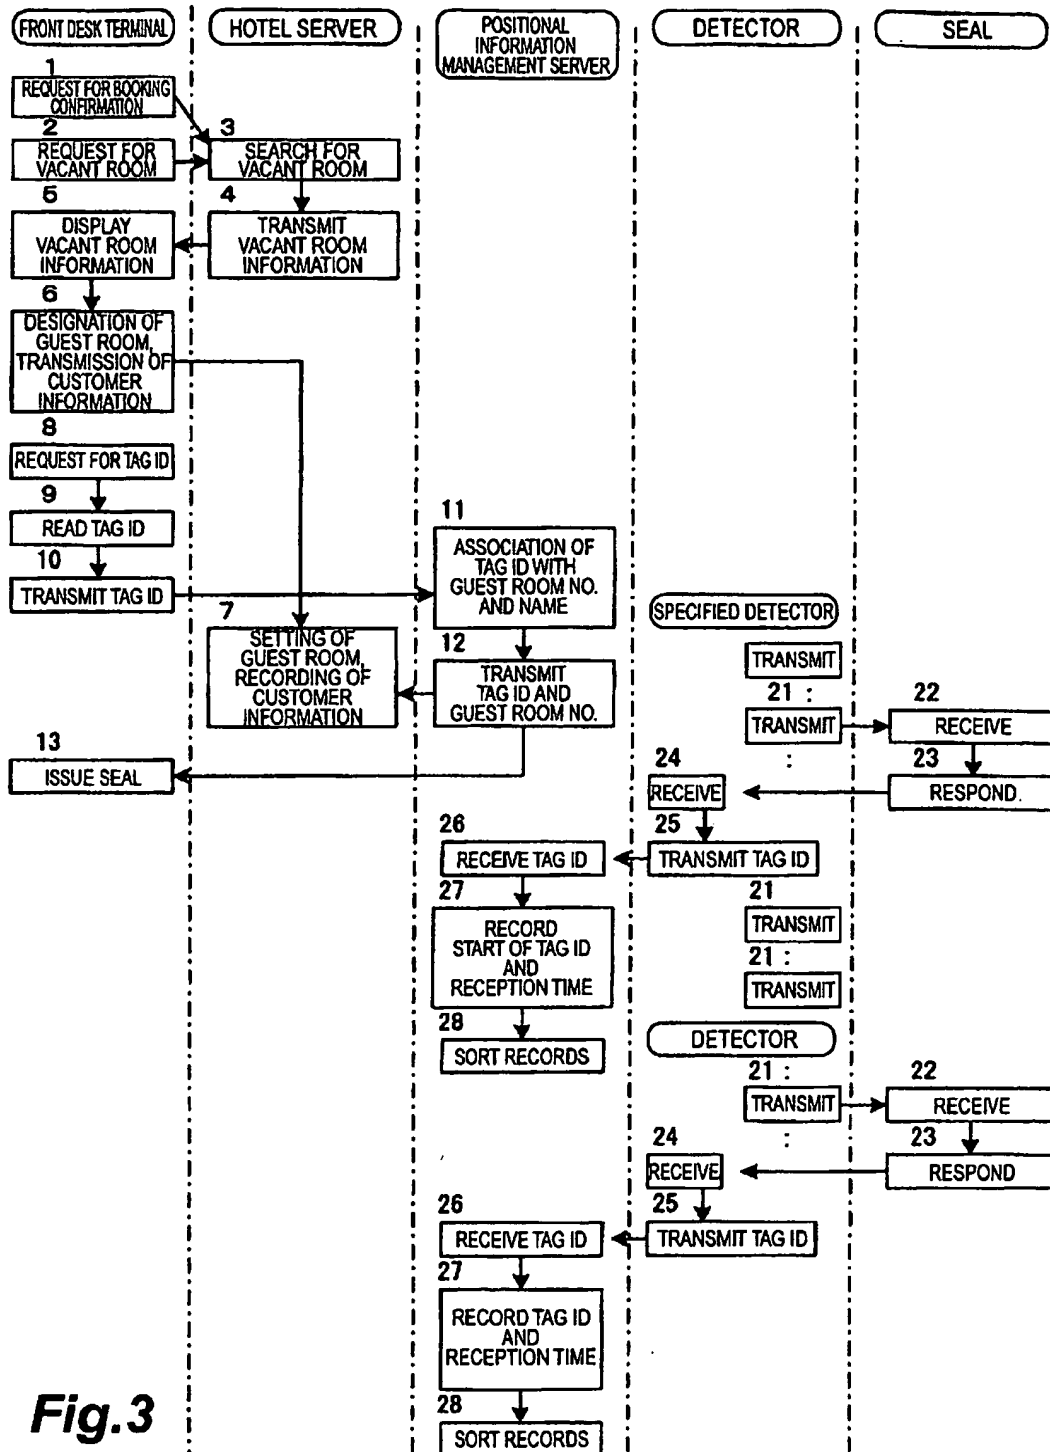 FRONT DESK TERMINAL
HOTEL SERVER
POSITIONAL
INFORMATION
MANAGEMENT SERVER
DETECTOR
SEAL
1
REQUEST FOR BOOKING
CONFIRMATION
2
REQUEST FOR
VACANT ROOM
3
SEARCH FOR
VACANT ROOM
5
DISPLAY
VACANT ROOM
INFORMATION
4
TRANSMIT
VACANT ROOM
INFORMATION
6
DESIGNATION OF
GUEST ROOM,
TRANSMISSION OF
CUSTOMER
INFORMATION
8
REQUEST FOR TAG ID
9
READ TAG ID
10
TRANSMIT TAG ID
11
ASSOCIATION OF
TAG ID WITH
GUEST ROOM NO.
AND NAME
7
SETTING OF
GUEST ROOM,
RECORDING OF
CUSTOMER
INFORMATION
12
TRANSMIT
TAG ID AND
GUEST ROOM NO.
13
ISSUE SEAL
SPECIFIED DETECTOR
TRANSMIT
21 :
TRANSMIT
:
22
RECEIVE
23
RESPOND.
24
RECEIVE
25
TRANSMIT TAG ID
26
RECEIVE TAG ID
27
RECORD
START OF TAG ID
AND
RECEPTION TIME
28
SORT RECORDS
21
TRANSMIT
21 :
TRANSMIT
DETECTOR
21 :
TRANSMIT
:
22
RECEIVE
23
RESPOND
24
RECEIVE
25
TRANSMIT TAG ID
26
RECEIVE TAG ID
27
RECORD TAG ID
AND
RECEPTION TIME
28
SORT RECORDS
Fig.3